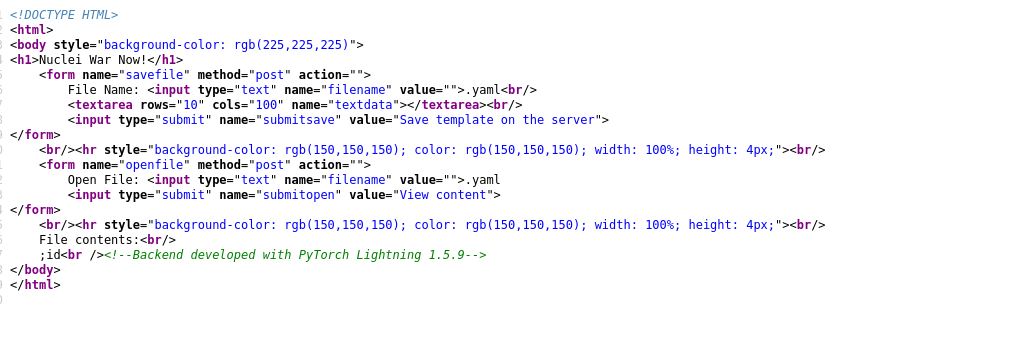 <!DOCTYPE HTML>
<html>
<body style="background-color: rgb(225,225,225)">
<h1>Nuclei War Now!</h1>
    <form name="savefile" method="post" action="">
        File Name: <input type="text" name="filename" value="">.yaml<br/>
        <textarea rows="10" cols="100" name="textdata"></textarea><br/>
        <input type="submit" name="submitsave" value="Save template on the server">
</form>
    <br/><hr style="background-color: rgb(150,150,150); color: rgb(150,150,150); width: 100%; height: 4px;"><br/>
    <form name="openfile" method="post" action="">
        Open File: <input type="text" name="filename" value="">.yaml
        <input type="submit" name="submitopen" value="View content">
</form>
    <br/><hr style="background-color: rgb(150,150,150); color: rgb(150,150,150); width: 100%; height: 4px;"><br/>
    File contents:<br/>
    ;id<br /><!--Backend developed with PyTorch Lightning 1.5.9-->
</body>
</html>